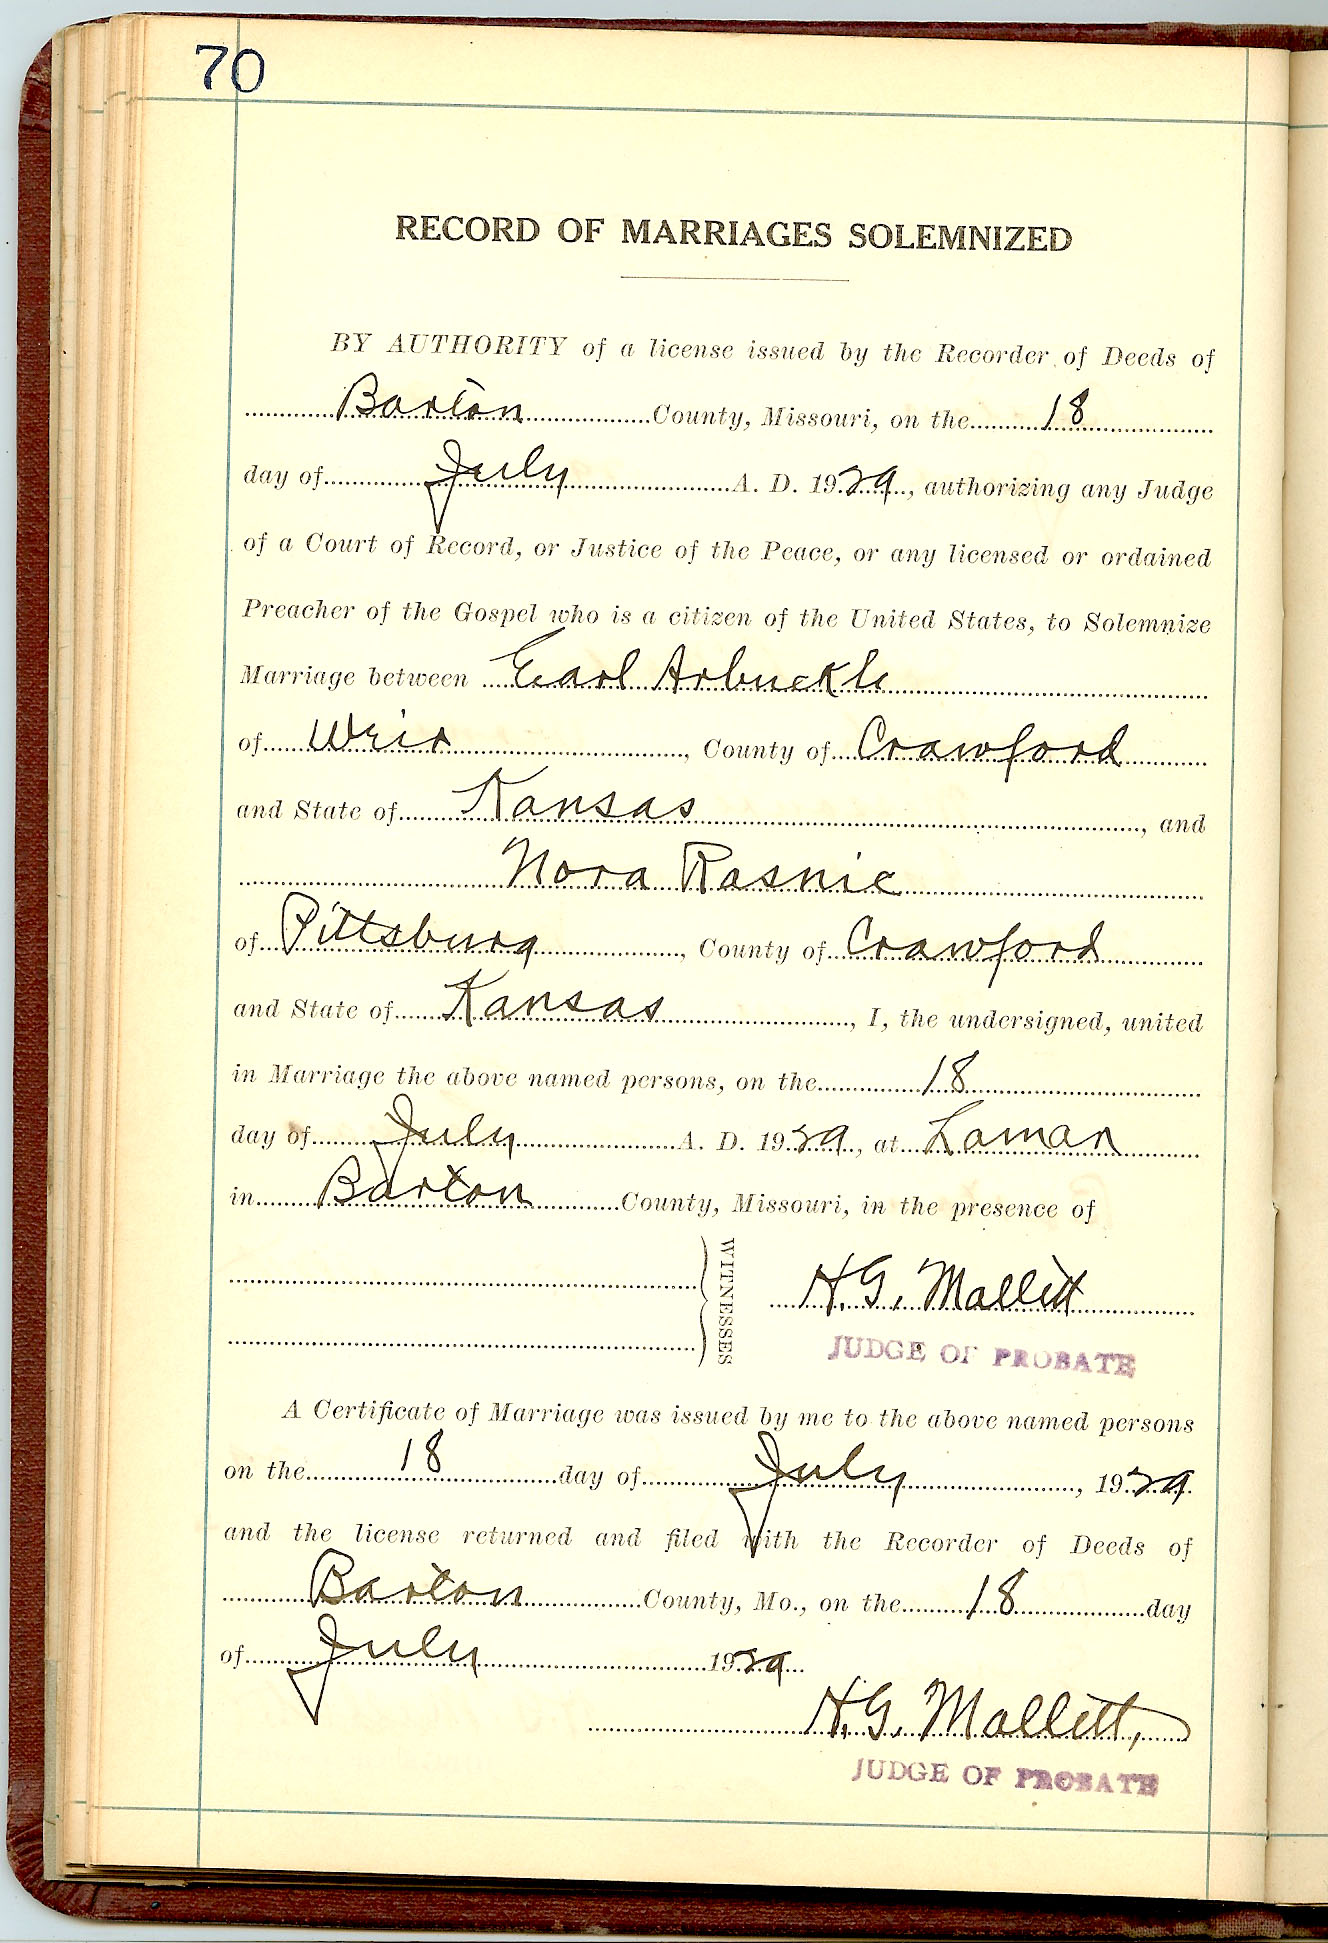 70
RECORD OF MARRIAGES SOLEMNIZED
BY AUTHORITY of a license issued by the Recorder of Deeds of
Barton County, Missouri, on the 18
day of July A. D. 1929, authorizing any Judge
of a Court of Record, or Justice of the Peace, or any licensed or ordained
Preacher of the Gospel who is a citizen of the United States, to Solemnize
Marriage between Earl Arbuckle
of Weir, County of Crawford
and State of Kansas, and
Nora Rasnic
of Pittsburg, County of Crawford
and State of Kansas, I, the undersigned, united
in Marriage the above named persons, on the 18
day of July A. D. 1929, at Lamar
in Barton County, Missouri, in the presence of
WITNESSES
H. G. Mallett
JUDGE OF PROBATE
A Certificate of Marriage was issued by me to the above named persons
on the 18 day of July, 1929
and the license returned and filed with the Recorder of Deeds of
Barton County, Mo., on the 18 day
of July 1929
H. G. Mallett,
JUDGE OF PROBATE